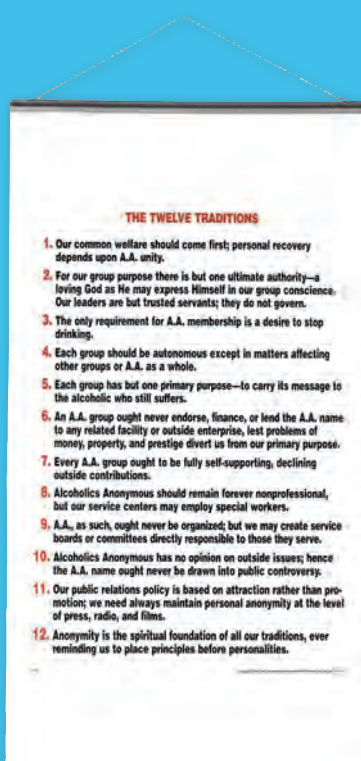 THE TWELVE TRADITIONS
1. Our common welfare should come first; personal recovery
depends upon A.A. unity.
2. For our group purpose there is but one ultimate authority—a
loving God as He may express Himself in our group conscience.
Our leaders are but trusted servants; they do not govern.
3. The only requirement for A.A. membership is a desire to stop
drinking.
4. Each group should be autonomous except in matters affecting
other groups or A.A. as a whole.
5. Each group has but one primary purpose—to carry its message to
the alcoholic who still suffers.
6. An A.A. group ought never endorse, finance, or lend the A.A. name
to any related facility or outside enterprise, lest problems of
money, property, and prestige divert us from our primary purpose.
7. Every A.A. group ought to be fully self-supporting, declining
outside contributions.
8. Alcoholics Anonymous should remain forever nonprofessional,
but our service centers may employ special workers.
9. A.A., as such, ought never be organized; but we may create service
boards or committees directly responsible to those they serve.
10. Alcoholics Anonymous has no opinion on outside issues; hence
the A.A. name ought never be drawn into public controversy.
11. Our public relations policy is based on attraction rather than pro-
motion; we need always maintain personal anonymity at the level
of press, radio, and films.
12. Anonymity is the spiritual foundation of all our traditions, ever
reminding us to place principles before personalities.